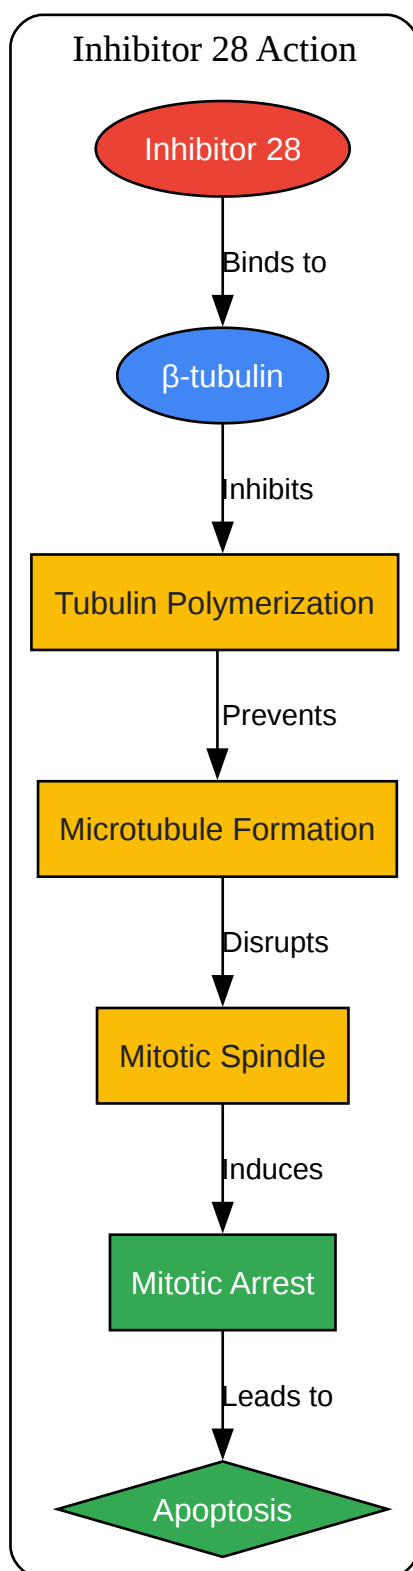 Inhibitor 28 Action
Inhibitor 28
Binds to
β-tubulin
Inhibits
Tubulin Polymerization
Prevents
Microtubule Formation
Disrupts
Mitotic Spindle
Induces
Mitotic Arrest
Leads to
Apoptosis